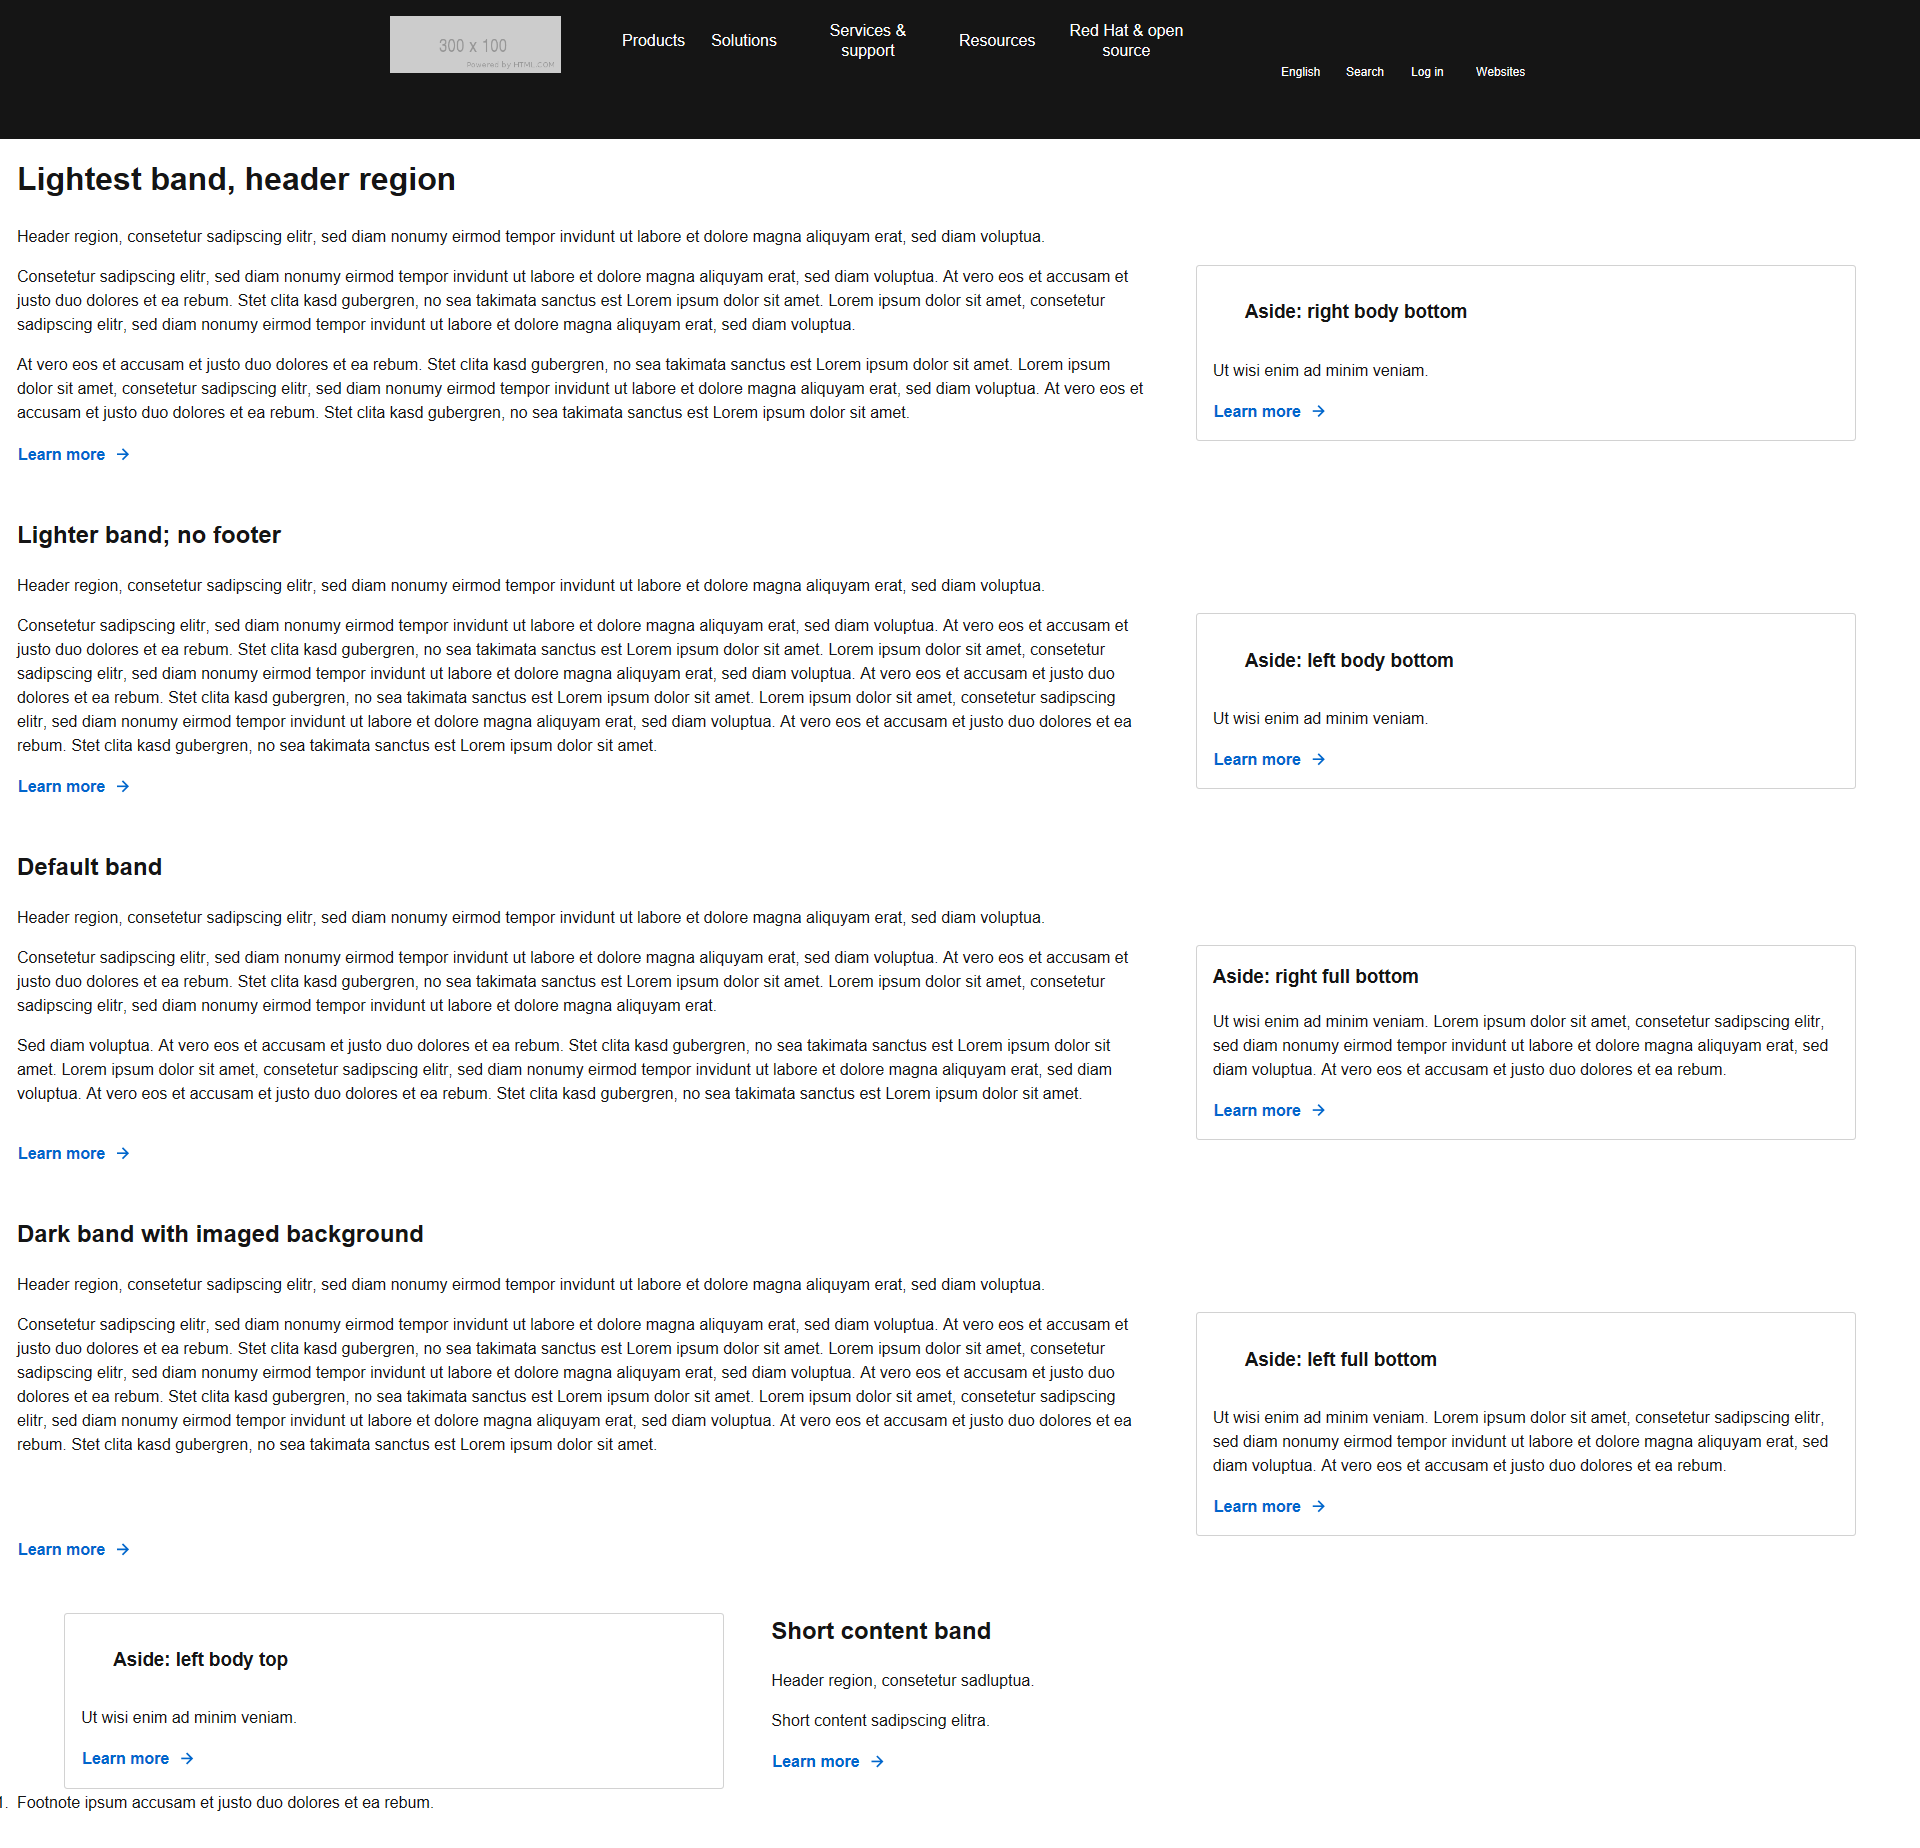 300 x 100
Powered by HTML.COM
Products
Solutions
Services &
support
Resources
Red Hat & open
source
English
Search
Log in
Websites
Lightest band, header region
Header region, consetetur sadipscing elitr, sed diam nonumy eirmod tempor invidunt ut labore et dolore magna aliquyam erat, sed diam voluptua.
Consetetur sadipscing elitr, sed diam nonumy eirmod tempor invidunt ut labore et dolore magna aliquyam erat, sed diam voluptua. At vero eos et accusam et
justo duo dolores et ea rebum. Stet clita kasd gubergren, no sea takimata sanctus est Lorem ipsum dolor sit amet. Lorem ipsum dolor sit amet, consetetur
sadipscing elitr, sed diam nonumy eirmod tempor invidunt ut labore et dolore magna aliquyam erat, sed diam voluptua.
At vero eos et accusam et justo duo dolores et ea rebum. Stet clita kasd gubergren, no sea takimata sanctus est Lorem ipsum dolor sit amet. Lorem ipsum
dolor sit amet, consetetur sadipscing elitr, sed diam nonumy eirmod tempor invidunt ut labore et dolore magna aliquyam erat, sed diam voluptua. At vero eos et
accusam et justo duo dolores et ea rebum. Stet clita kasd gubergren, no sea takimata sanctus est Lorem ipsum dolor sit amet.
Learn more
Aside: right body bottom
Ut wisi enim ad minim veniam.
Learn more
Lighter band; no footer
Header region, consetetur sadipscing elitr, sed diam nonumy eirmod tempor invidunt ut labore et dolore magna aliquyam erat, sed diam voluptua.
Consetetur sadipscing elitr, sed diam nonumy eirmod tempor invidunt ut labore et dolore magna aliquyam erat, sed diam voluptua. At vero eos et accusam et
justo duo dolores et ea rebum. Stet clita kasd gubergren, no sea takimata sanctus est Lorem ipsum dolor sit amet. Lorem ipsum dolor sit amet, consetetur
sadipscing elitr, sed diam nonumy eirmod tempor invidunt ut labore et dolore magna aliquyam erat, sed diam voluptua. At vero eos et accusam et justo duo
dolores et ea rebum. Stet clita kasd gubergren, no sea takimata sanctus est Lorem ipsum dolor sit amet. Lorem ipsum dolor sit amet, consetetur sadipscing
elitr, sed diam nonumy eirmod tempor invidunt ut labore et dolore magna aliquyam erat, sed diam voluptua. At vero eos et accusam et justo duo dolores et ea
rebum. Stet clita kasd gubergren, no sea takimata sanctus est Lorem ipsum dolor sit amet.
Learn more
Aside: left body bottom
Ut wisi enim ad minim veniam.
Learn more
Default band
Header region, consetetur sadipscing elitr, sed diam nonumy eirmod tempor invidunt ut labore et dolore magna aliquyam erat, sed diam voluptua.
Consetetur sadipscing elitr, sed diam nonumy eirmod tempor invidunt ut labore et dolore magna aliquyam erat, sed diam voluptua. At vero eos et accusam et
justo duo dolores et ea rebum. Stet clita kasd gubergren, no sea takimata sanctus est Lorem ipsum dolor sit amet. Lorem ipsum dolor sit amet, consetetur
sadipscing elitr, sed diam nonumy eirmod tempor invidunt ut labore et dolore magna aliquyam erat.
Sed diam voluptua. At vero eos et accusam et justo duo dolores et ea rebum. Stet clita kasd gubergren, no sea takimata sanctus est Lorem ipsum dolor sit
amet. Lorem ipsum dolor sit amet, consetetur sadipscing elitr, sed diam nonumy eirmod tempor invidunt ut labore et dolore magna aliquyam erat, sed diam
voluptua. At vero eos et accusam et justo duo dolores et ea rebum. Stet clita kasd gubergren, no sea takimata sanctus est Lorem ipsum dolor sit amet.
Learn more
Aside: right full bottom
Ut wisi enim ad minim veniam. Lorem ipsum dolor sit amet, consetetur sadipscing elitr,
sed diam nonumy eirmod tempor invidunt ut labore et dolore magna aliquyam erat, sed
diam voluptua. At vero eos et accusam et justo duo dolores et ea rebum.
Learn more
Dark band with imaged background
Header region, consetetur sadipscing elitr, sed diam nonumy eirmod tempor invidunt ut labore et dolore magna aliquyam erat, sed diam voluptua.
Consetetur sadipscing elitr, sed diam nonumy eirmod tempor invidunt ut labore et dolore magna aliquyam erat, sed diam voluptua. At vero eos et accusam et
justo duo dolores et ea rebum. Stet clita kasd gubergren, no sea takimata sanctus est Lorem ipsum dolor sit amet. Lorem ipsum dolor sit amet, consetetur
sadipscing elitr, sed diam nonumy eirmod tempor invidunt ut labore et dolore magna aliquyam erat, sed diam voluptua. At vero eos et accusam et justo duo
dolores et ea rebum. Stet clita kasd gubergren, no sea takimata sanctus est Lorem ipsum dolor sit amet. Lorem ipsum dolor sit amet, consetetur sadipscing
elitr, sed diam nonumy eirmod tempor invidunt ut labore et dolore magna aliquyam erat, sed diam voluptua. At vero eos et accusam et justo duo dolores et ea
rebum. Stet clita kasd gubergren, no sea takimata sanctus est Lorem ipsum dolor sit amet.
Learn more
Aside: left full bottom
Ut wisi enim ad minim veniam. Lorem ipsum dolor sit amet, consetetur sadipscing elitr,
sed diam nonumy eirmod tempor invidunt ut labore et dolore magna aliquyam erat, sed
diam voluptua. At vero eos et accusam et justo duo dolores et ea rebum.
Learn more
Aside: left body top
Ut wisi enim ad minim veniam.
Learn more
Short content band
Header region, consetetur sadluptua.
Short content sadipscing elitra.
Learn more
1. Footnote ipsum accusam et justo duo dolores et ea rebum.